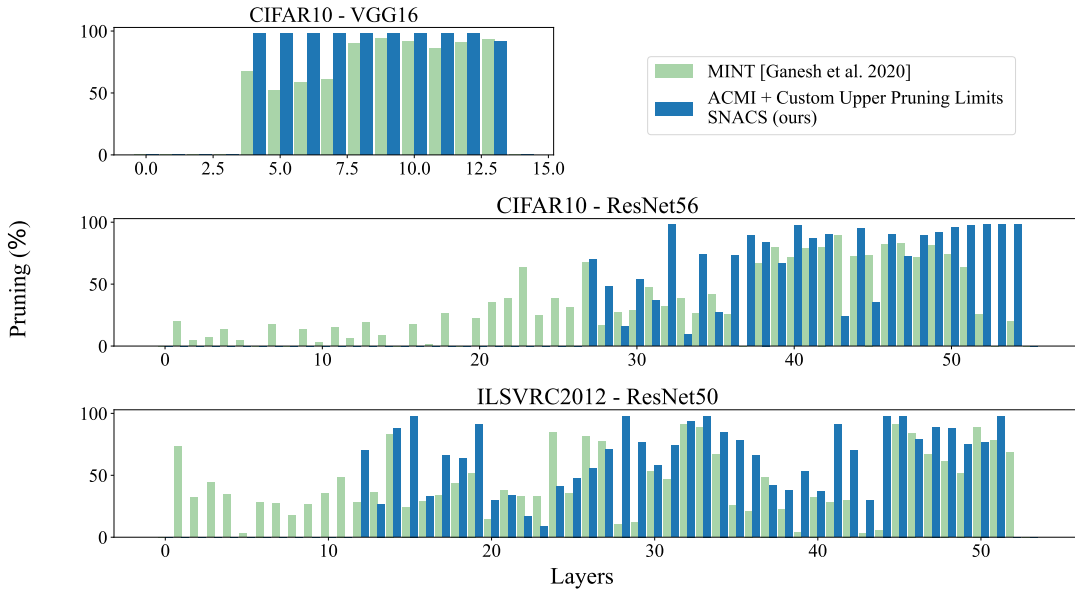 CIFAR10 - VGG16
100
50
0
0.0 2.5 5.0 7.5 10.0 12.5 15.0
MINT [Ganesh et al. 2020]
ACMI + Custom Upper Pruning Limits
SNACS (ours)
CIFAR10 - ResNet56
100
50
0
0 10 20 30 40 50
Pruning (%)
ILSVRC2012 - ResNet50
100
50
0
0 10 20 30 40 50
Layers